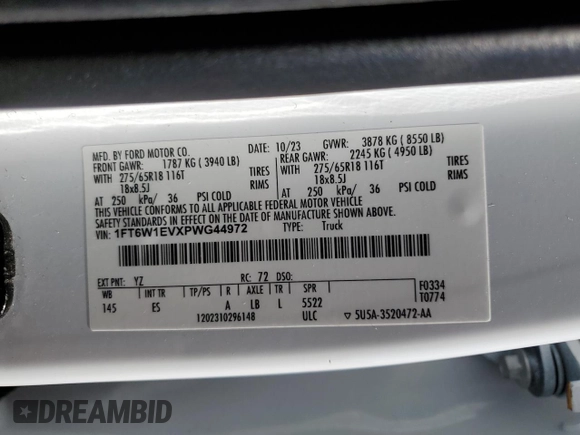 MFD. BY FORD MOTOR CO.
DATE: 10/23 GVWR: 3878 KG ( 8550 LB)
FRONT GAWR: 1787 KG ( 3940 LB) REAR GAWR: 2245 KG ( 4950 LB)
WITH 275/65R18 116T TIRES WITH 275/65R18 116T TIRES
18x8.5J RIMS 18x8.5J RIMS
AT 250 kPa/ 36 PSI COLD AT 250 kPa/ 36 PSI COLD
THIS VEHICLE CONFORMS TO ALL APPLICABLE FEDERAL MOTOR VEHICLE
SAFETY STANDARDS IN EFFECT ON THE DATE OF MANUFACTURE SHOWN ABOVE.
VIN: 1FT6W1EVXPWG44972 TYPE: Truck
EXT PNT: YZ RC: 72 DSO: F0334
WB INT TR TP/PS R AXLE TR SPR T0774
145 ES A LB L 5522
1202310296148 ULC ▽ 5U5A-3520472-AA
DREAMBID